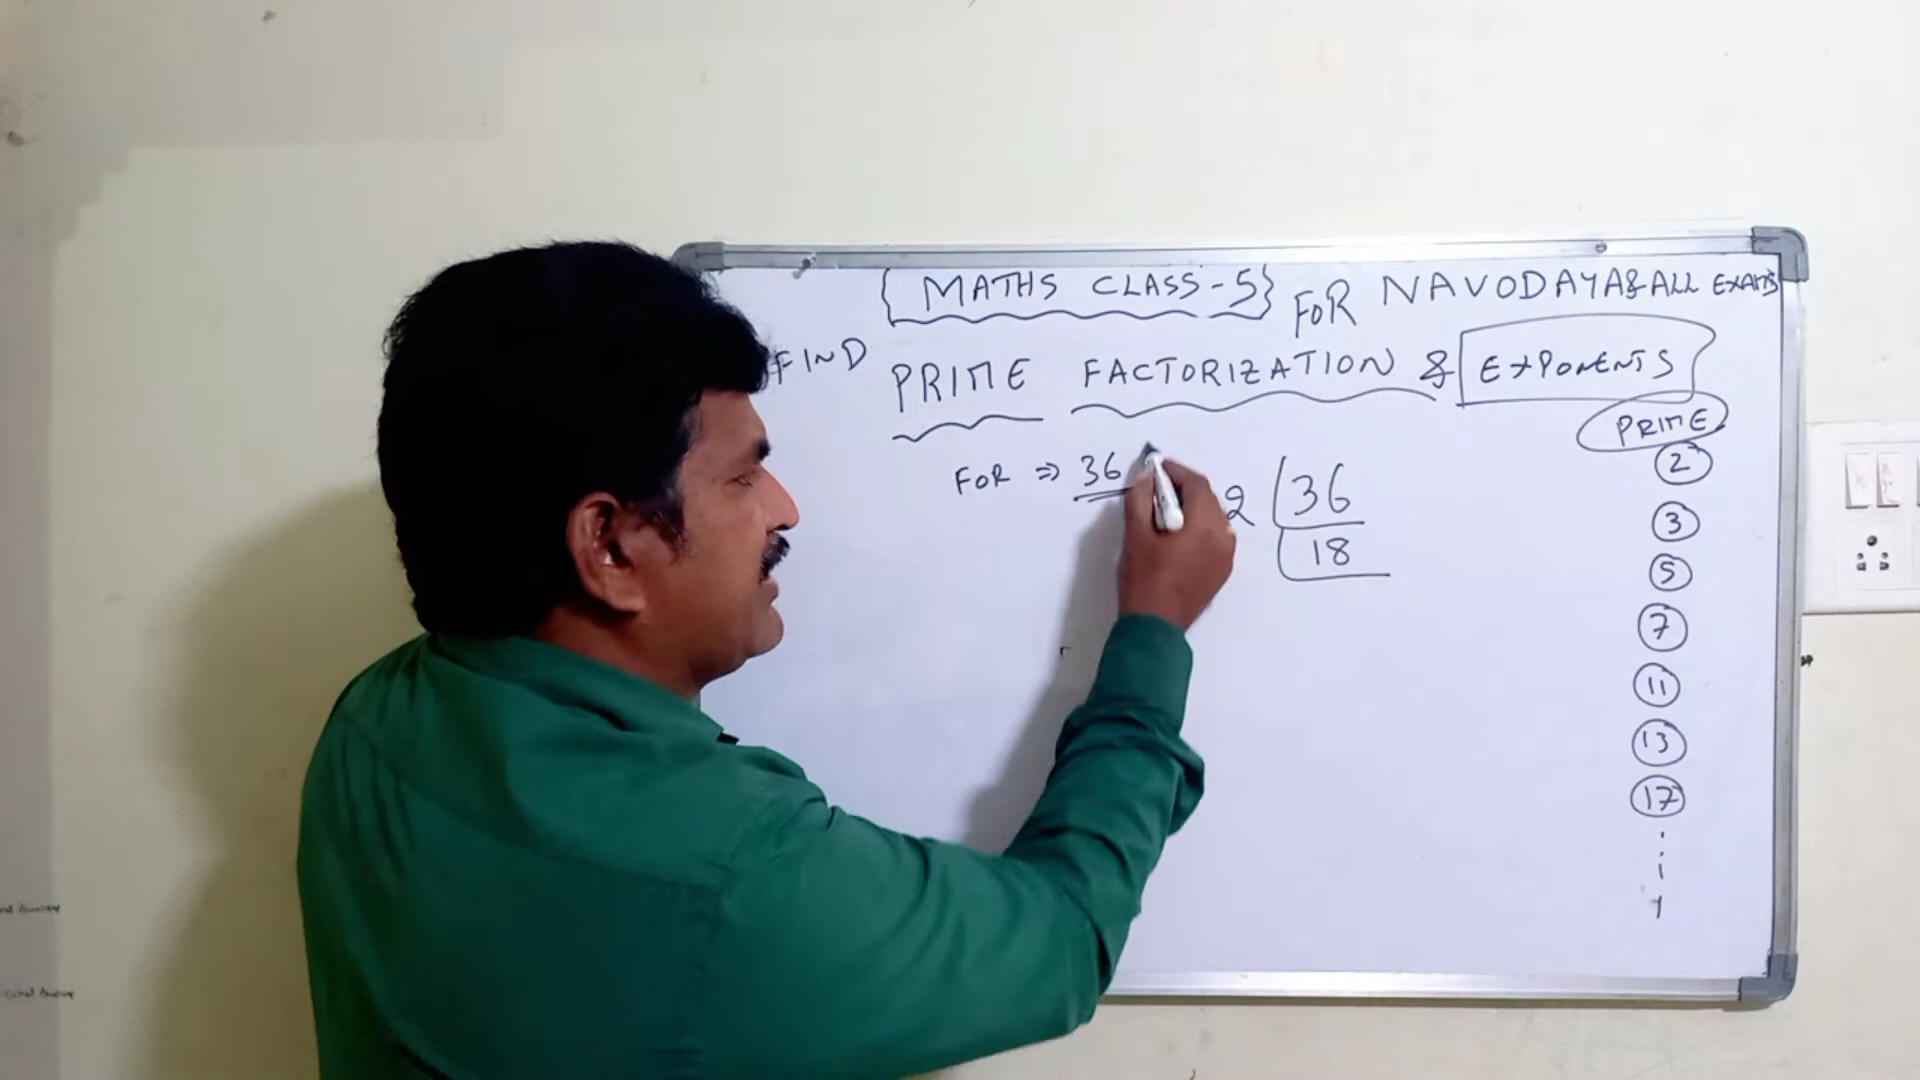 {MATHS CLASS-5} FOR NAVODAYA & ALL EXAMS
FIND PRIME FACTORIZATION & EXPONENTS
PRIME
FOR ⇒ 36
2 36
18
2
3
5
7
11
13
17